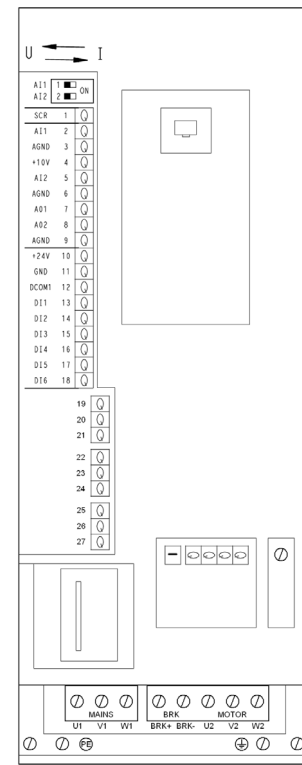 U I
AI1 1 ON
AI2 2
SCR 1
AI1 2
AGND 3
+10V 4
AI2 5
AGND 6
A01 7
A02 8
AGND 9
+24V 10
GND 11
DCOM1 12
DI1 13
DI2 14
DI3 15
DI4 16
DI5 17
DI6 18
19
20
21
22
23
24
25
26
27
MAINS BRK MOTOR
U1 V1 W1 BRK+ BRK- U2 V2 W2
PE